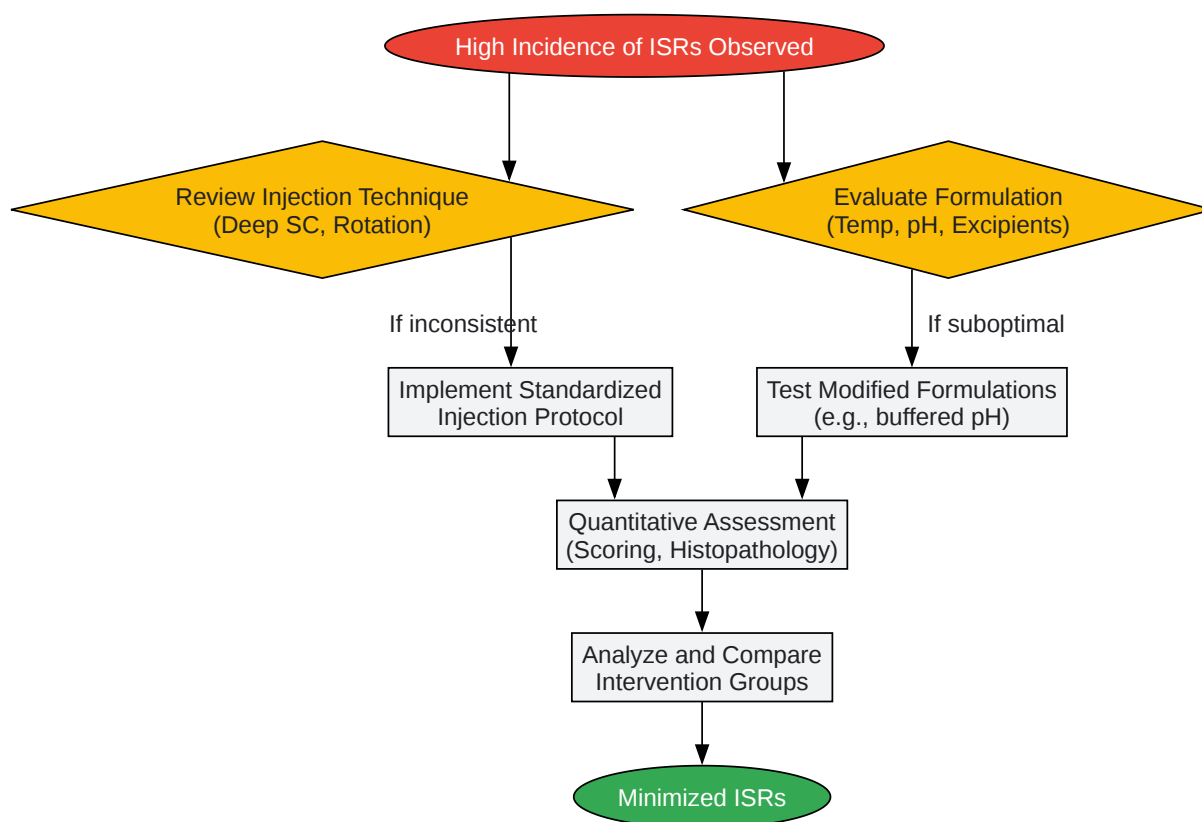 High Incidence of ISRs Observed
Review Injection Technique
(Deep SC, Rotation)
Evaluate Formulation
(Temp, pH, Excipients)
If inconsistent
If suboptimal
Implement Standardized
Injection Protocol
Test Modified Formulations
(e.g., buffered pH)
Quantitative Assessment
(Scoring, Histopathology)
Analyze and Compare
Intervention Groups
Minimized ISRs